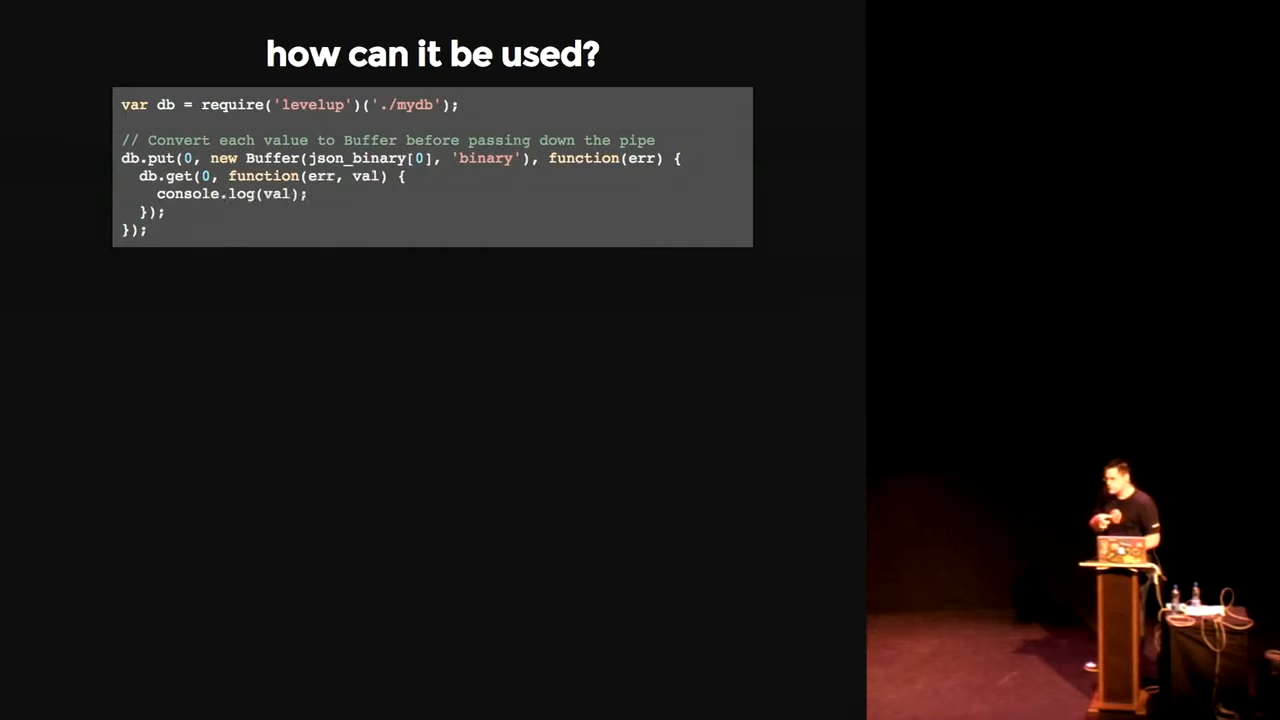 how can it be used?
var db = require('levelup')('./mydb');
// Convert each value to Buffer before passing down the pipe
db.put(0, new Buffer(json_binary[0], 'binary'), function(err) {
  db.get(0, function(err, val) {
    console.log(val);
  });
});